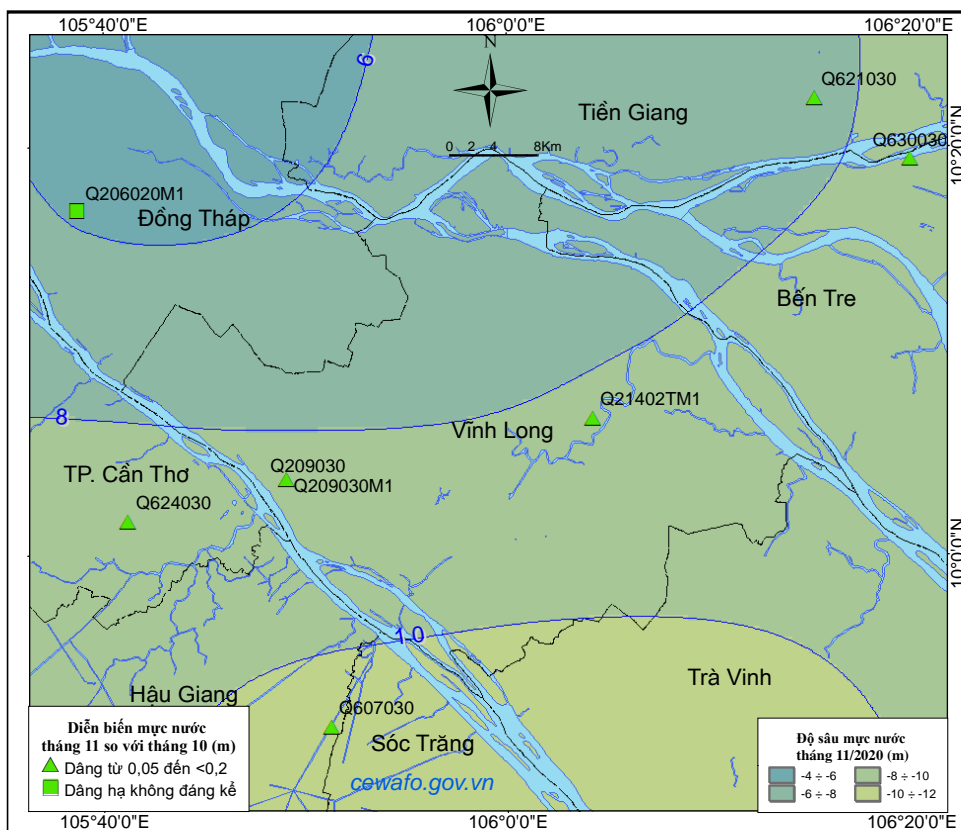 105°40'0"E
106°0'0"E
106°20'0"E
N
6
Q621030
Tiền Giang
Q630030
10°20'0"N
0 2 4 8Km
Q206020M1
Đồng Tháp
Bến Tre
8
Q21402TM1
Vĩnh Long
TP. Cần Thơ
Q209030
Q209030M1
Q624030
10°0'0"N
10
Trà Vinh
Hậu Giang
Q607030
Sóc Trăng
cewafo.gov.vn
Diễn biến mực nước
tháng 11 so với tháng 10 (m)
Dâng từ 0,05 đến <0,2
Dâng hạ không đáng kể
Độ sâu mực nước
tháng 11/2020 (m)
-4 ÷ -6
-8 ÷ -10
-6 ÷ -8
-10 ÷ -12
105°40'0"E
106°0'0"E
106°20'0"E